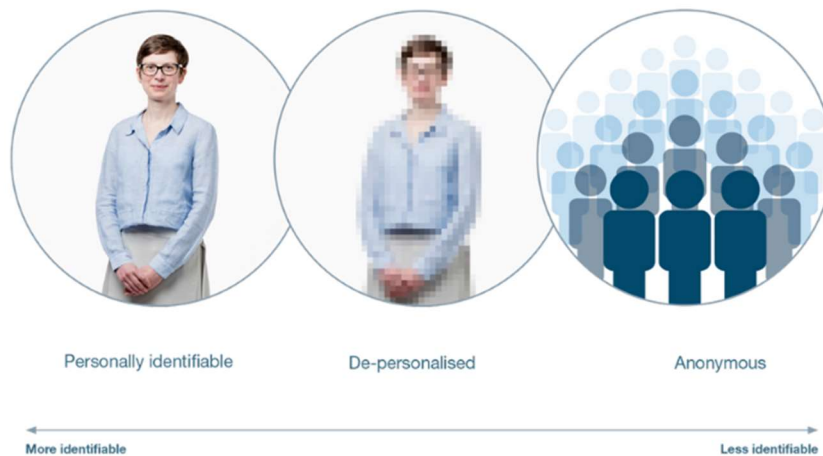 Personally identifiable
De-personalised
Anonymous
More identifiable
Less identifiable